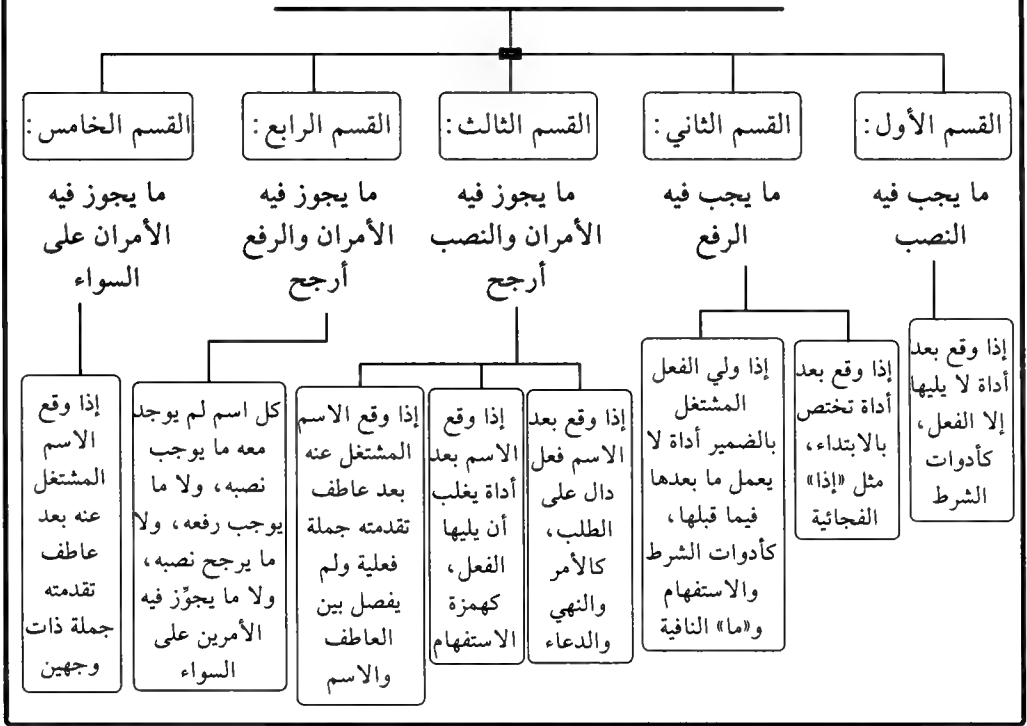 القسم الأول:
ما يجب فيه
النصب
إذا وقع بعد
أداة لا يليها
إلا الفعل،
كأدوات
الشرط
القسم الثاني:
ما يجب فيه
الرفع
إذا وقع بعد
أداة تختص
بالابتداء،
مثل «إذا»
الفجائية
إذا ولي الفعل
المشتغل
بالضمير أداة لا
يعمل ما بعدها
فيما قبلها،
كأدوات الشرط
والاستفهام
و«ما» النافية
القسم الثالث:
ما يجوز فيه
الأمران والنصب
أرجح
إذا وقع بعد
الاسم فعل
دال على
الطلب،
كالأمر
والنهي
والدعاء
إذا وقع
الاسم بعد
أداة يغلب
أن يليها
الفعل،
كهمزة
الاستفهام
إذا وقع الاسم
المشتغل عنه
بعد عاطف
تقدمته جملة
فعلية ولم
يفصل بين
العاطف
والاسم
القسم الرابع:
ما يجوز فيه
الأمران والرفع
أرجح
كل اسم لم يوجد
معه ما يوجب
نصبه، ولا ما
يوجب رفعه، ولا
ما يرجح نصبه،
ولا ما يجوِّز فيه
الأمرين على
السواء
القسم الخامس:
ما يجوز فيه
الأمران على
السواء
إذا وقع
الاسم
المشتغل
عنه بعد
عاطف
تقدمته
جملة ذات
وجهين